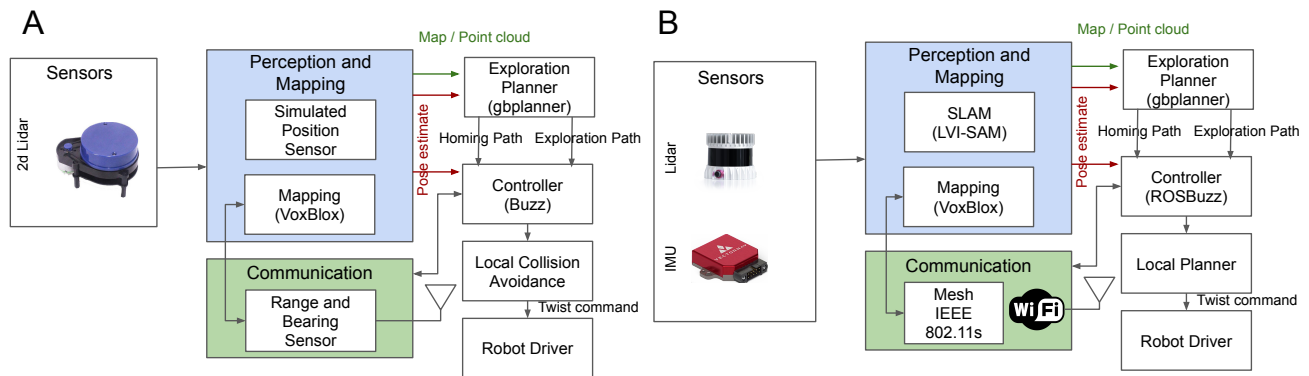 A
Sensors
2d Lidar
Perception and
Mapping
Simulated
Position
Sensor
Mapping
(VoxBlox)
Communication
Range and
Bearing
Sensor
Map / Point cloud
Pose estimate
Exploration
Planner
(gbplanner)
Homing Path
Exploration Path
Controller
(Buzz)
Local Collision
Avoidance
Twist command
Robot Driver
B
Sensors
Lidar
IMU
Perception and
Mapping
SLAM
(LVI-SAM)
Mapping
(VoxBlox)
Communication
Mesh
IEEE
802.11s
Wi Fi
Map / Point cloud
Pose estimate
Exploration
Planner
(gbplanner)
Homing Path
Exploration Path
Controller
(ROSBuzz)
Local Planner
Twist command
Robot Driver